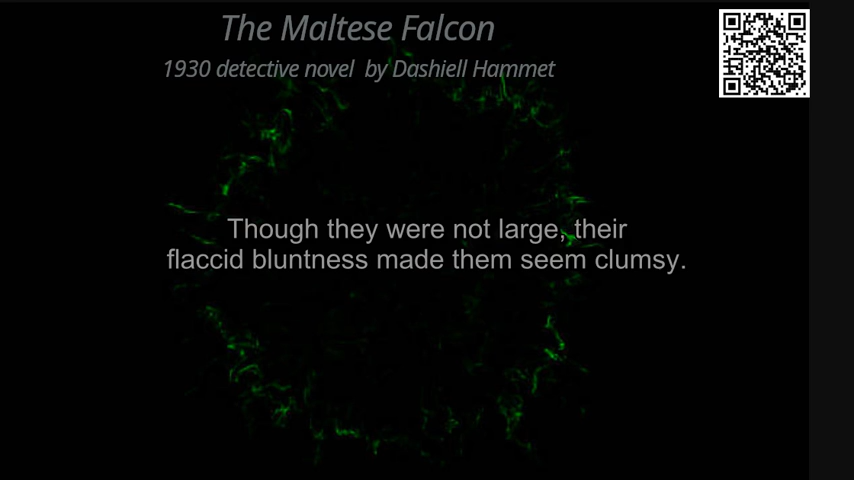 The Maltese Falcon
1930 detective novel by Dashiell Hammet
Though they were not large, their
flaccid bluntness made them seem clumsy.